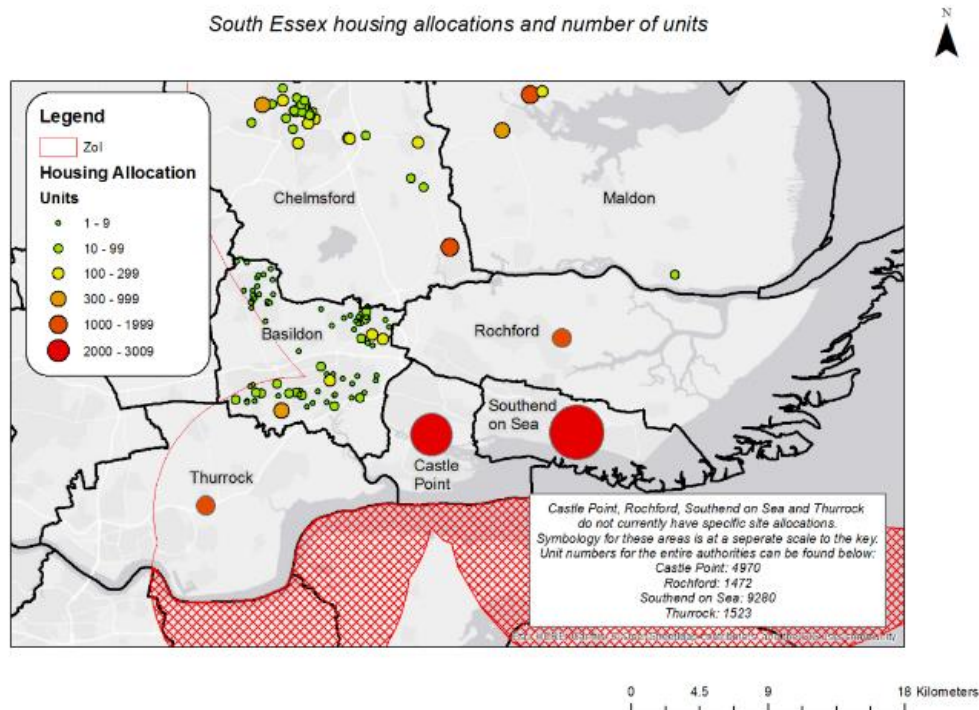 South Essex housing allocations and number of units
N
Legend
ZoI
Housing Allocation
Units
1 - 9
10 - 99
100 - 299
300 - 999
1000 - 1999
2000 - 3009
Chelmsford
Maldon
Basildon
Rochford
Southend
on Sea
Castle
Point
Thurrock
Castle Point, Rochford, Southend on Sea and Thurrock
do not currently have specific site allocations.
Symbology for these areas is at a seperate scale to the key.
Unit numbers for the entire authorities can be found below:
Castle Point: 4970
Rochford: 1472
Southend on Sea: 9280
Thurrock: 1523
0 4.5 9 18 Kilometers